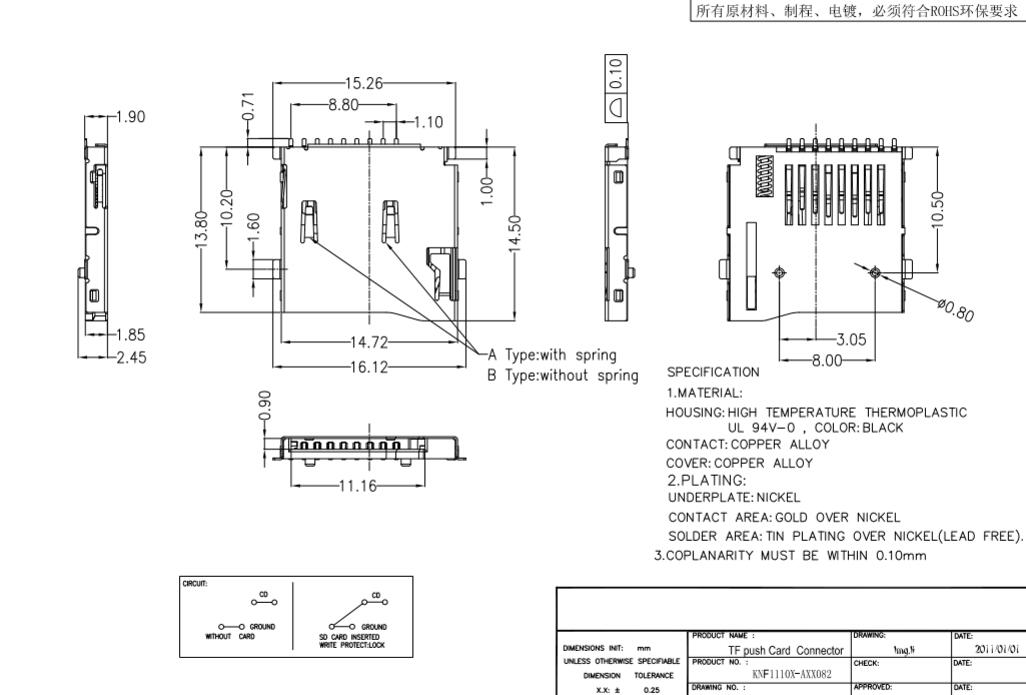 所有原材料、制程、电镀，必须符合ROHS环保要求
15.26
8.80
1.10
0.71
1.90
0.10
13.80
10.20
1.60
1.00
14.50
10.50
ø0.80
3.05
8.00
1.85
2.45
14.72
16.12
A Type:with spring
B Type:without spring
0.90
11.16
SPECIFICATION
1.MATERIAL:
HOUSING:HIGH TEMPERATURE THERMOPLASTIC
UL 94V-0 , COLOR:BLACK
CONTACT:COPPER ALLOY
COVER:COPPER ALLOY
2.PLATING:
UNDERPLATE:NICKEL
CONTACT AREA:GOLD OVER NICKEL
SOLDER AREA:TIN PLATING OVER NICKEL(LEAD FREE).
3.COPLANARITY MUST BE WITHIN 0.10mm
CIRCUIT:
CD
GROUND
WITHOUT CARD
CD
GROUND
SD CARD INSERTED
WRITE PROTECT:LOCK
DIMENSIONS INIT: mm
UNLESS OTHERWISE SPECIFIABLE
DIMENSION TOLERANCE
X.X: ± 0.25
PRODUCT NAME :
TF push Card Connector
PRODUCT NO. :
KNF1110X-AXX082
DRAWING NO. :
DRAWING:
CHECK:
APPROVED:
DATE:
2011/01/01
DATE:
DATE: